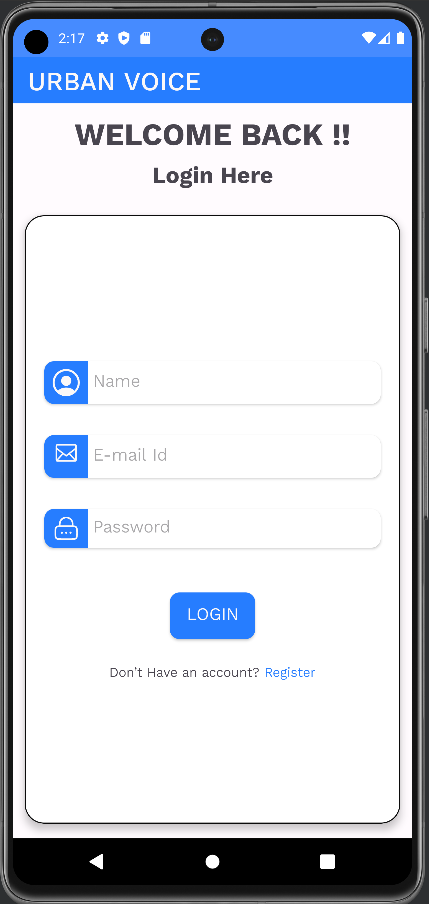 2:17
URBAN VOICE
WELCOME BACK !!
Login Here
Name
E-mail Id
Password
LOGIN
Don't Have an account? Register